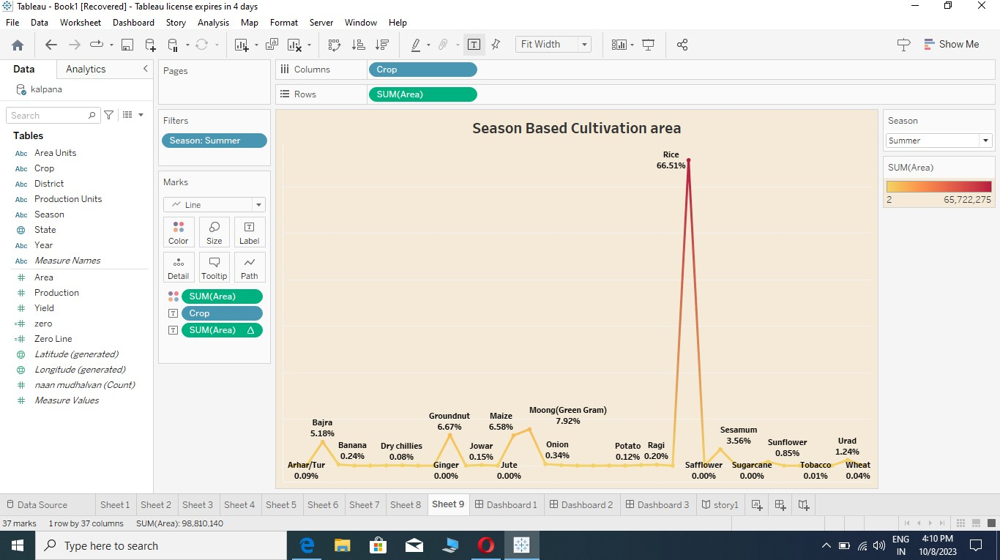 Tableau - Book1 [Recovered] - Tableau license expires in 4 days
File Data Worksheet Dashboard Story Analysis Map Format Server Window Help
Fit Width
Show Me
Data Analytics
kalpana
Search
Tables
Abc Area Units
Abc Crop
Abc District
Abc Production Units
Abc Season
State
Abc Year
Abc Measure Names
# Area
# Production
# Yield
=# zero
=# Zero Line
Latitude (generated)
Longitude (generated)
# naan mudhalvan (Count)
# Measure Values
Pages
Filters
Season: Summer
Marks
Line
Color Size Label
Detail Tooltip Path
SUM(Area)
Crop
SUM(Area) Δ
Columns Crop
Rows SUM(Area)
Season Based Cultivation area
Rice
66.51%
Bajra
5.18%
Banana
0.24%
Dry chillies
0.08%
Groundnut
6.67%
Jowar
0.15%
Maize
6.58%
Moong(Green Gram)
7.92%
Onion
0.34%
Potato
0.12%
Ragi
0.20%
Sesamum
3.56%
Sunflower
0.85%
Urad
1.24%
Arhar/Tur
0.09%
Ginger
0.00%
Jute
0.00%
Safflower
0.00%
Sugarcane
0.00%
Tobacco
0.01%
Wheat
0.04%
Season
Summer
SUM(Area)
2 65,722,275
Data Source Sheet 1 Sheet 2 Sheet 3 Sheet 4 Sheet 5 Sheet 6 Sheet 7 Sheet 8 Sheet 9 Dashboard 1 Dashboard 2 Dashboard 3 story1
37 marks 1 row by 37 columns SUM(Area): 98,810,140
Type here to search
ENG
IN
4:10 PM
10/8/2023